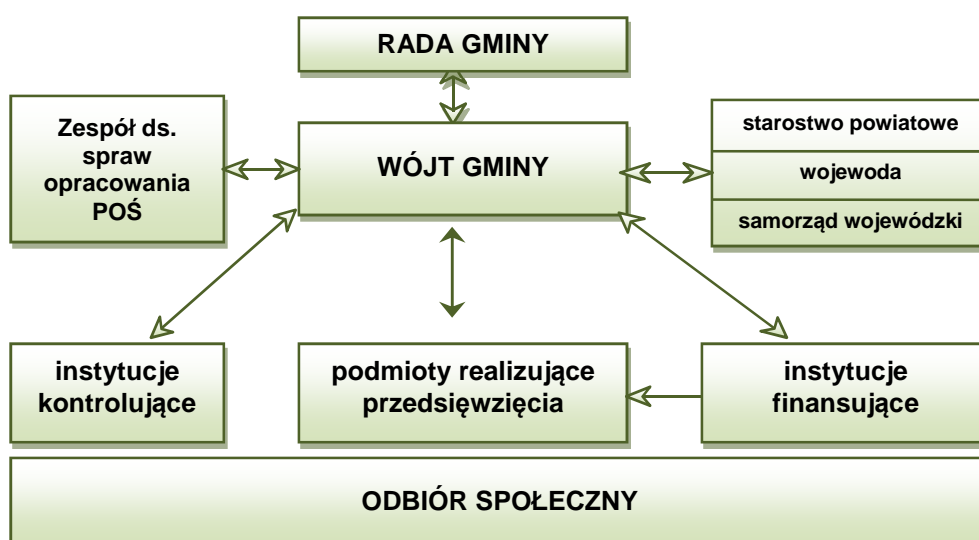 RADA GMINY
Zespół ds.
spraw
opracowania
POŚ
WÓJT GMINY
starostwo powiatowe
wojewoda
samorząd wojewódzki
instytucje
kontrolujące
podmioty realizujące
przedsięwzięcia
instytucje
finansujące
ODBIÓR SPOŁECZNY